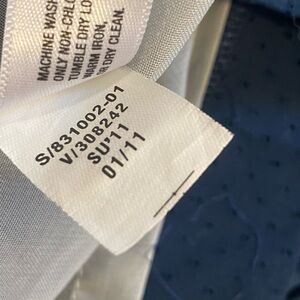 MACHINE WASH
ONLY NON-CHLO
TUMBLE DRY LO
WARM IRON,
OR DRY CLEAN.
S/831002-01
V/308242
SU'11
01/11